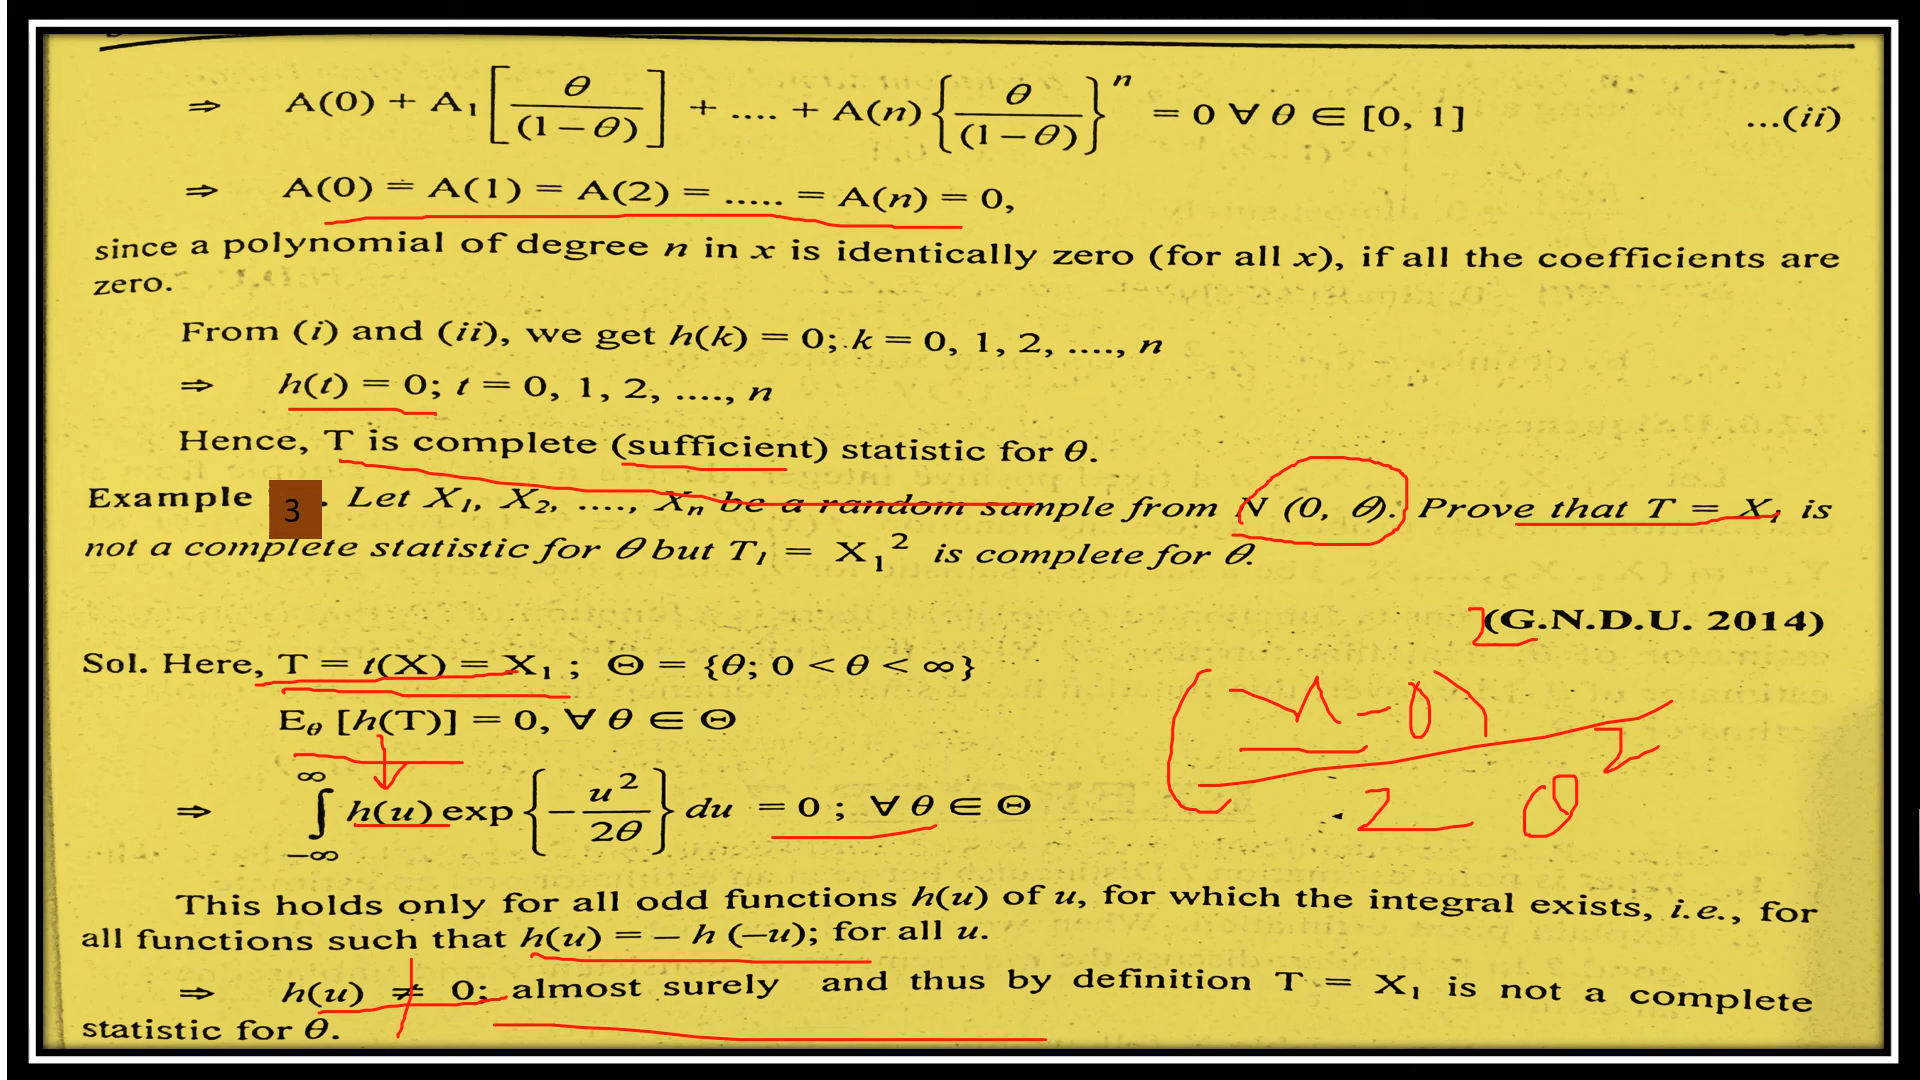 ⇒ A(0) + A₁ [θ/(1 – θ)] + .... + A(n) {θ/(1 – θ)}ⁿ = 0 ∀ θ ∈ [0, 1] ...(ii)
⇒ A(0) = A(1) = A(2) = ..... = A(n) = 0,
since a polynomial of degree n in x is identically zero (for all x), if all the coefficients are
zero.
From (i) and (ii), we get h(k) = 0; k = 0, 1, 2, ...., n
⇒ h(t) = 0; t = 0, 1, 2, ...., n
Hence, T is complete (sufficient) statistic for θ.
Example 3 . Let X₁, X₂, ...., Xₙ be a random sample from N (0, θ). Prove that T = X₁ is
not a complete statistic for θ but T₁ = X₁² is complete for θ.
(G.N.D.U. 2014)
Sol. Here, T = t(X) = X₁ ; Θ = {θ; 0 < θ < ∞}
E_θ [h(T)] = 0, ∀ θ ∈ Θ
⇒ ∫_{–∞}^{∞} h(u) exp {– u²/2θ} du = 0 ; ∀ θ ∈ Θ
2 θ
This holds only for all odd functions h(u) of u, for which the integral exists, i.e., for
all functions such that h(u) = – h (–u); for all u.
⇒ h(u) ≠ 0; almost surely and thus by definition T = X₁ is not a complete
statistic for θ.